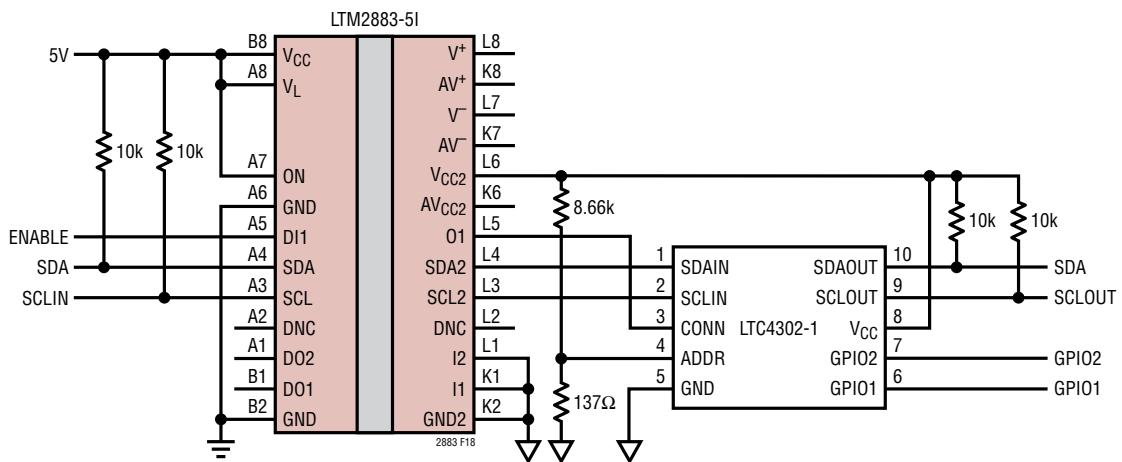 LTM2883-5I
5V
B8 VCC
A8 VL
10k
10k
A7 ON
A6 GND
ENABLE A5 DI1
SDA A4 SDA
SCLIN A3 SCL
A2 DNC
A1 DO2
B1 DO1
B2 GND
V+ L8
AV+ K8
V− L7
AV− K7
VCC2 L6
AVCC2 K6
O1 L5
SDA2 L4
SCL2 L3
DNC L2
I2 L1
I1 K1
GND2 K2
2883 F18
8.66k
137Ω
1 SDAIN
2 SCLIN
3 CONN
4 ADDR
5 GND
LTC4302-1
SDAOUT 10
SCLOUT 9
VCC 8
GPIO2 7
GPIO1 6
10k
10k
SDA
SCLOUT
GPIO2
GPIO1